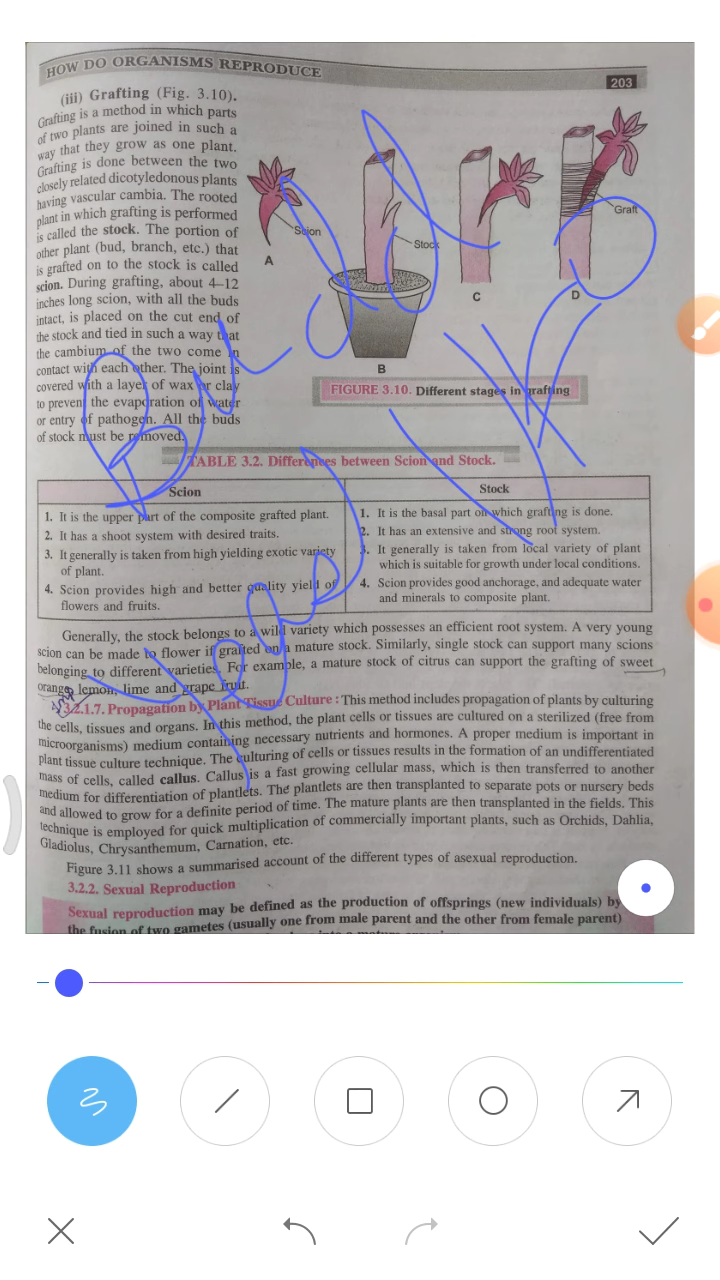 HOW DO ORGANISMS REPRODUCE
203
(iii) Grafting (Fig. 3.10).
Grafting is a method in which parts
of two plants are joined in such a
way that they grow as one plant.
Grafting is done between the two
closely related dicotyledonous plants
having vascular cambia. The rooted
plant in which grafting is performed
is called the stock. The portion of
other plant (bud, branch, etc.) that
is grafted on to the stock is called
scion. During grafting, about 4–12
inches long scion, with all the buds
intact, is placed on the cut end of
the stock and tied in such a way that
the cambium of the two come in
contact with each other. The joint is
covered with a layer of wax or clay
to prevent the evaporation of water
or entry of pathogen. All the buds
of stock must be removed.
Scion
A
Stock
B
C
Graft
D
FIGURE 3.10. Different stages in grafting
TABLE 3.2. Differences between Scion and Stock.
Scion
1. It is the upper part of the composite grafted plant.
2. It has a shoot system with desired traits.
3. It generally is taken from high yielding exotic variety
of plant.
4. Scion provides high and better quality yield of
flowers and fruits.
Stock
1. It is the basal part on which grafting is done.
2. It has an extensive and strong root system.
3. It generally is taken from local variety of plant
which is suitable for growth under local conditions.
4. Scion provides good anchorage, and adequate water
and minerals to composite plant.
Generally, the stock belongs to a wild variety which possesses an efficient root system. A very young
scion can be made to flower if grafted on a mature stock. Similarly, single stock can support many scions
belonging to different varieties. For example, a mature stock of citrus can support the grafting of sweet
orange, lemon, lime and grape fruit.
Imp
3.2.1.7. Propagation by Plant Tissue Culture : This method includes propagation of plants by culturing
the cells, tissues and organs. In this method, the plant cells or tissues are cultured on a sterilized (free from
microorganisms) medium containing necessary nutrients and hormones. A proper medium is important in
plant tissue culture technique. The culturing of cells or tissues results in the formation of an undifferentiated
mass of cells, called callus. Callus is a fast growing cellular mass, which is then transferred to another
medium for differentiation of plantlets. The plantlets are then transplanted to separate pots or nursery beds
and allowed to grow for a definite period of time. The mature plants are then transplanted in the fields. This
technique is employed for quick multiplication of commercially important plants, such as Orchids, Dahlia,
Gladiolus, Chrysanthemum, Carnation, etc.
Figure 3.11 shows a summarised account of the different types of asexual reproduction.
3.2.2. Sexual Reproduction
Sexual reproduction may be defined as the production of offsprings (new individuals) by
the fusion of two gametes (usually one from male parent and the other from female parent)